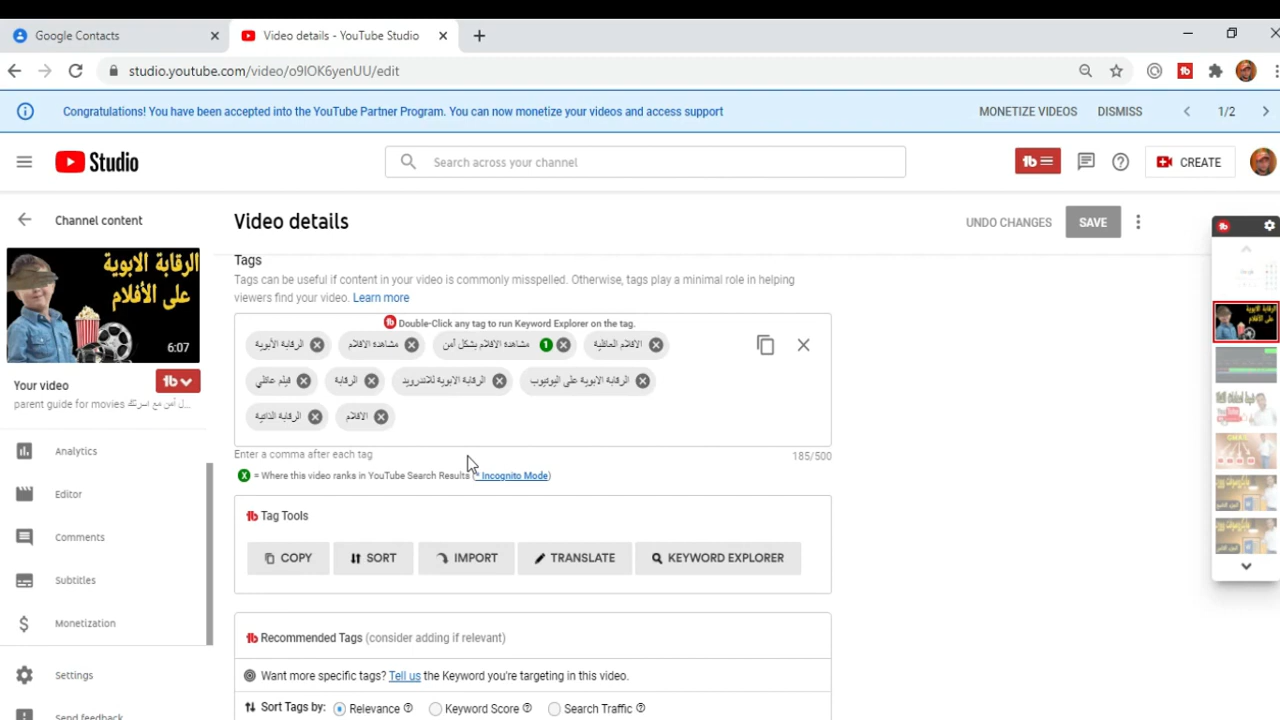 Google Contacts
Video details - YouTube Studio
studio.youtube.com/video/o9IOK6yenUU/edit
Congratulations! You have been accepted into the YouTube Partner Program. You can now monetize your videos and access support
MONETIZE VIDEOS
DISMISS
1/2
Studio
Search across your channel
CREATE
Channel content
Video details
UNDO CHANGES
SAVE
الرقابة الابوية
على الأفلام
6:07
Your video
parent guide for movies ل آمن مع اسرتك...
Analytics
Editor
Comments
Subtitles
Monetization
Settings
Send feedback
Tags
Tags can be useful if content in your video is commonly misspelled. Otherwise, tags play a minimal role in helping
viewers find your video. Learn more
Double-Click any tag to run Keyword Explorer on the tag.
الرقابة الأبوية
مشاهدة الافلام
مشاهدة الافلام بشكل آمن
1
الافلام العائلية
فيلم عائلي
الرقابة
الرقابة الابوية للاندرويد
الرقابة الابوية على اليوتيوب
الرقابة الذاتية
الافلام
Enter a comma after each tag
185/500
X = Where this video ranks in YouTube Search Results (* Incognito Mode)
Tag Tools
COPY
SORT
IMPORT
TRANSLATE
KEYWORD EXPLORER
Recommended Tags (consider adding if relevant)
Want more specific tags? Tell us the Keyword you're targeting in this video.
Sort Tags by:
Relevance
Keyword Score
Search Traffic